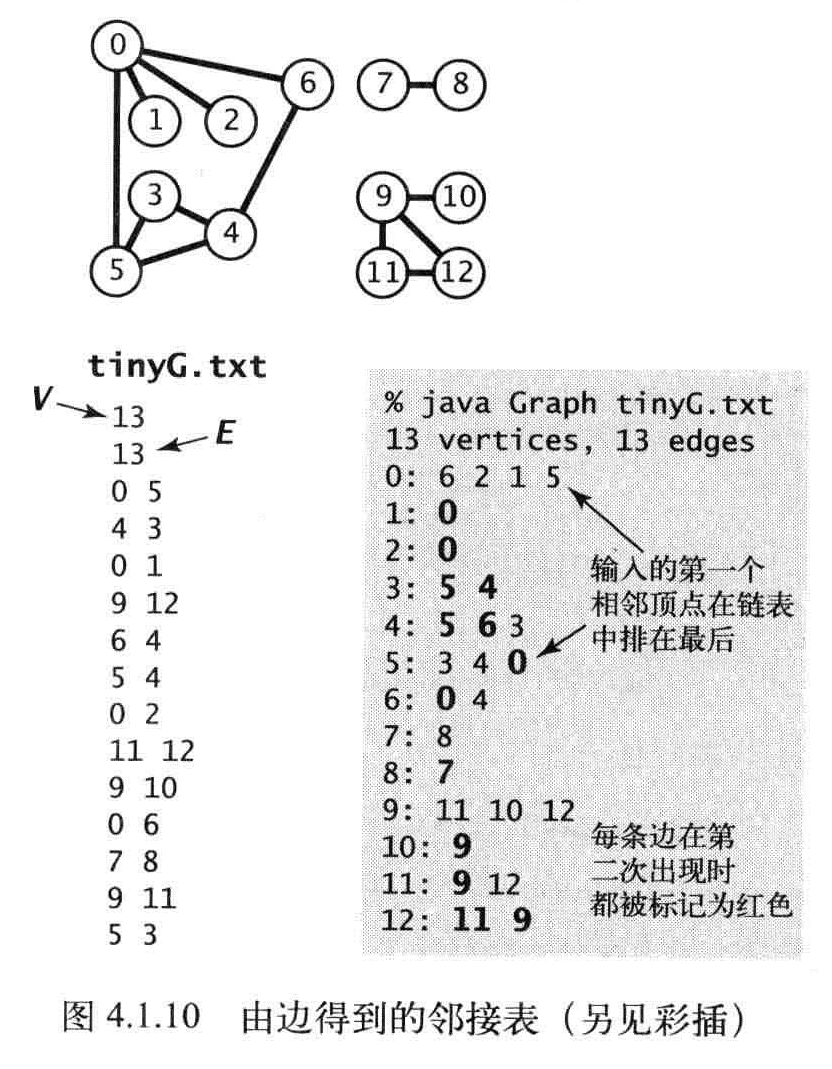 0
6
7
8
1
2
3
9
10
4
5
11
12
tinyG.txt
V
13
13
E
0 5
4 3
0 1
9 12
6 4
5 4
0 2
11 12
9 10
0 6
7 8
9 11
5 3
% java Graph tinyG.txt
13 vertices, 13 edges
0: 6 2 1 5
1: 0
2: 0
3: 5 4
4: 5 6 3
5: 3 4 0
6: 0 4
7: 8
8: 7
9: 11 10 12
10: 9
11: 9 12
12: 11 9
输入的第一个
相邻顶点在链表
中排在最后
每条边在第
二次出现时
都被标记为红色
图 4.1.10 由边得到的邻接表（另见彩插）